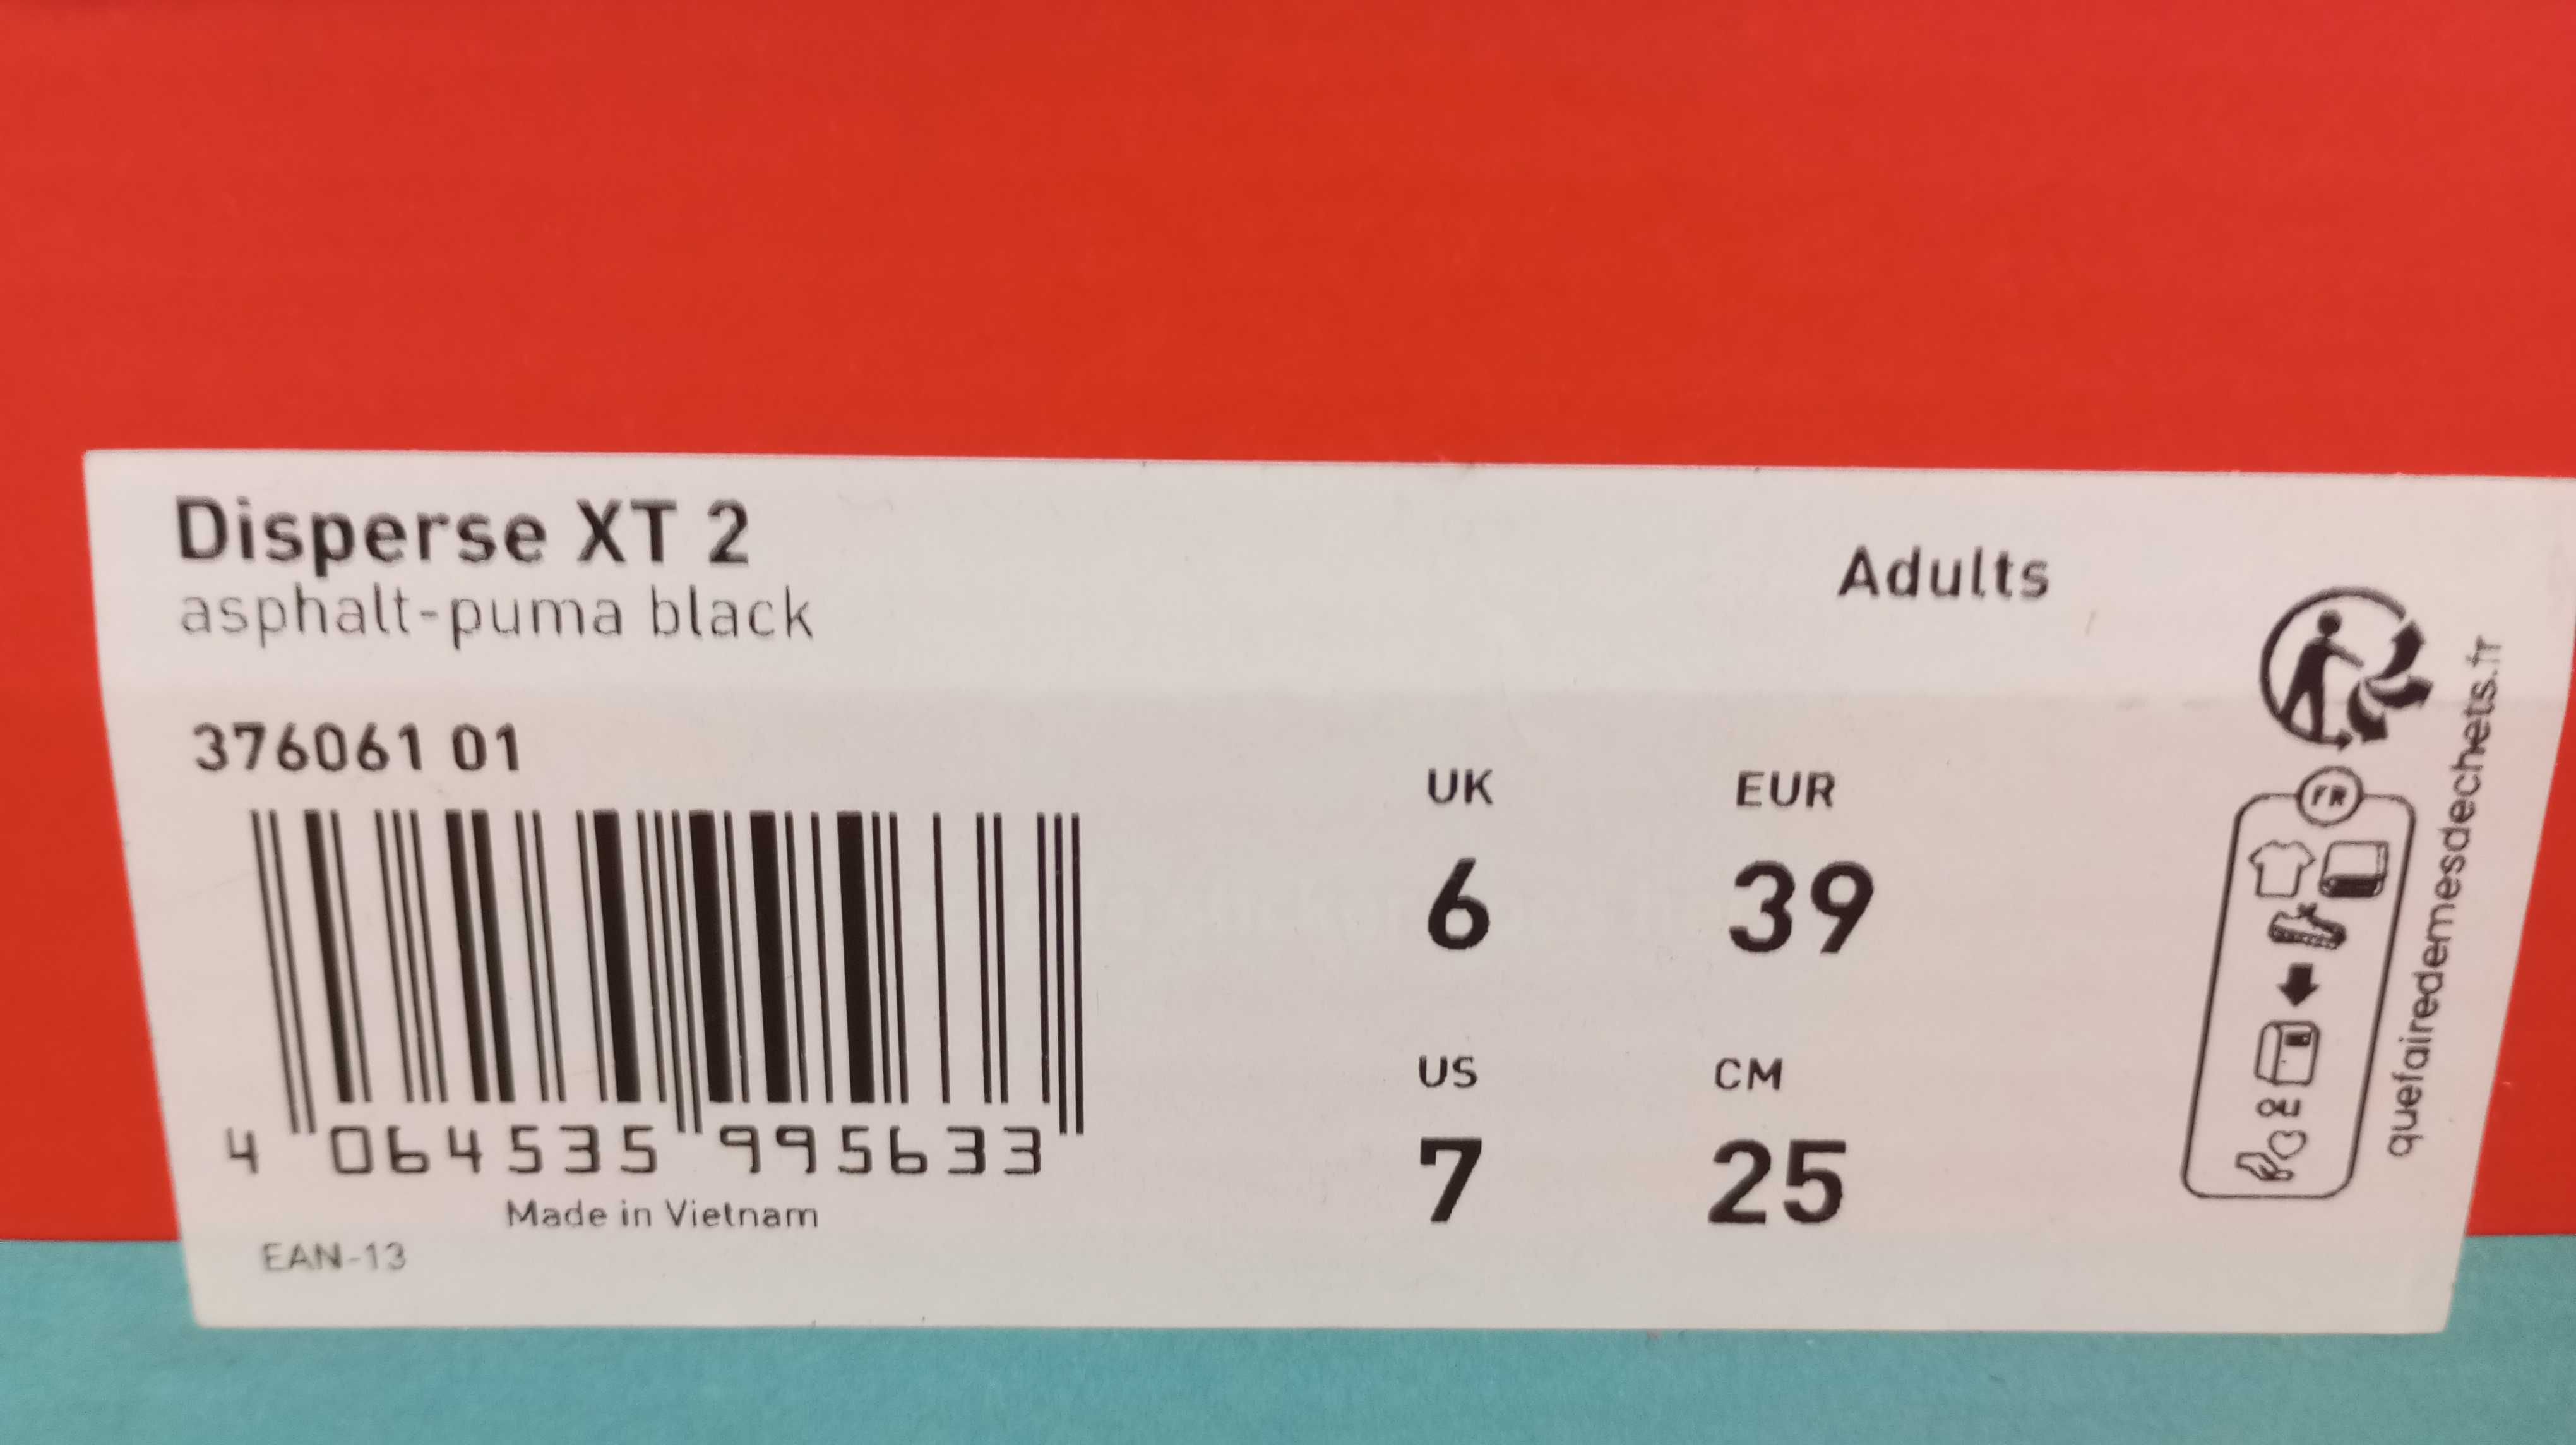 Disperse XT 2
asphalt-puma black
Adults
376061 01
UK
EUR
6
39
US
CM
7
25
4 064535 995633
Made in Vietnam
EAN-13
FR
quefairedemesdechets.fr